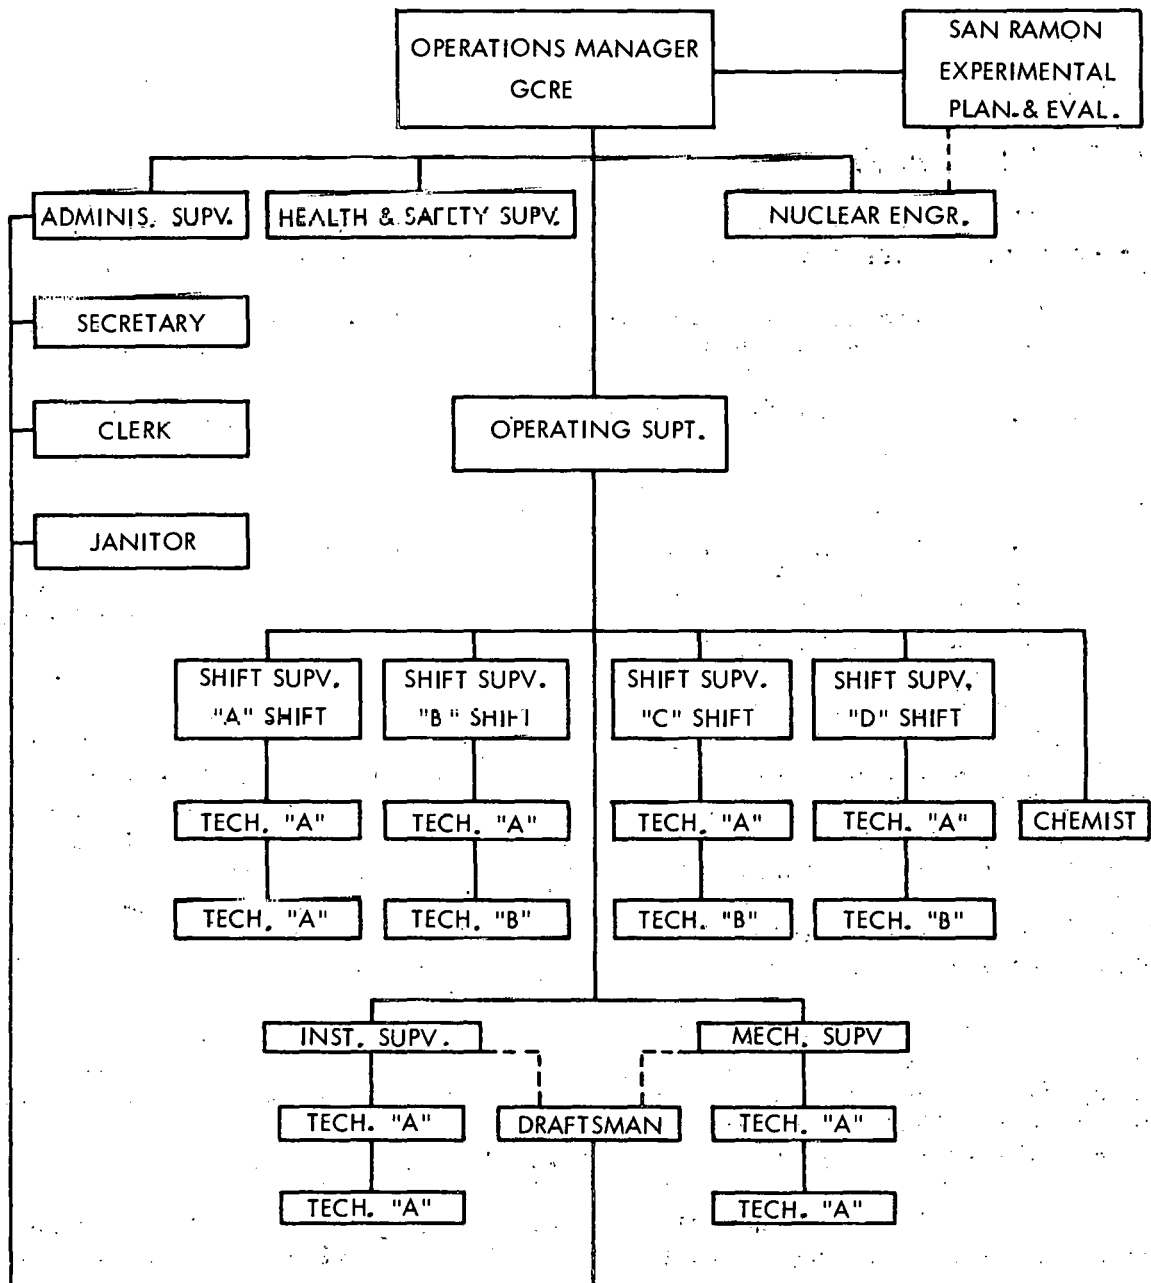 OPERATIONS MANAGER
GCRE
SAN RAMON
EXPERIMENTAL
PLAN. & EVAL.
ADMINIS. SUPV.
HEALTH & SAFETY SUPV.
NUCLEAR ENGR.
SECRETARY
CLERK
OPERATING SUPT.
JANITOR
SHIFT SUPV.
"A" SHIFT
SHIFT SUPV.
"B" SHIFT
SHIFT SUPV.
"C" SHIFT
SHIFT SUPV.
"D" SHIFT
TECH. "A"
TECH. "A"
TECH. "A"
TECH. "A"
CHEMIST
TECH. "A"
TECH. "B"
TECH. "B"
TECH. "B"
INST. SUPV.
MECH. SUPV
TECH. "A"
DRAFTSMAN
TECH. "A"
TECH. "A"
TECH. "A"